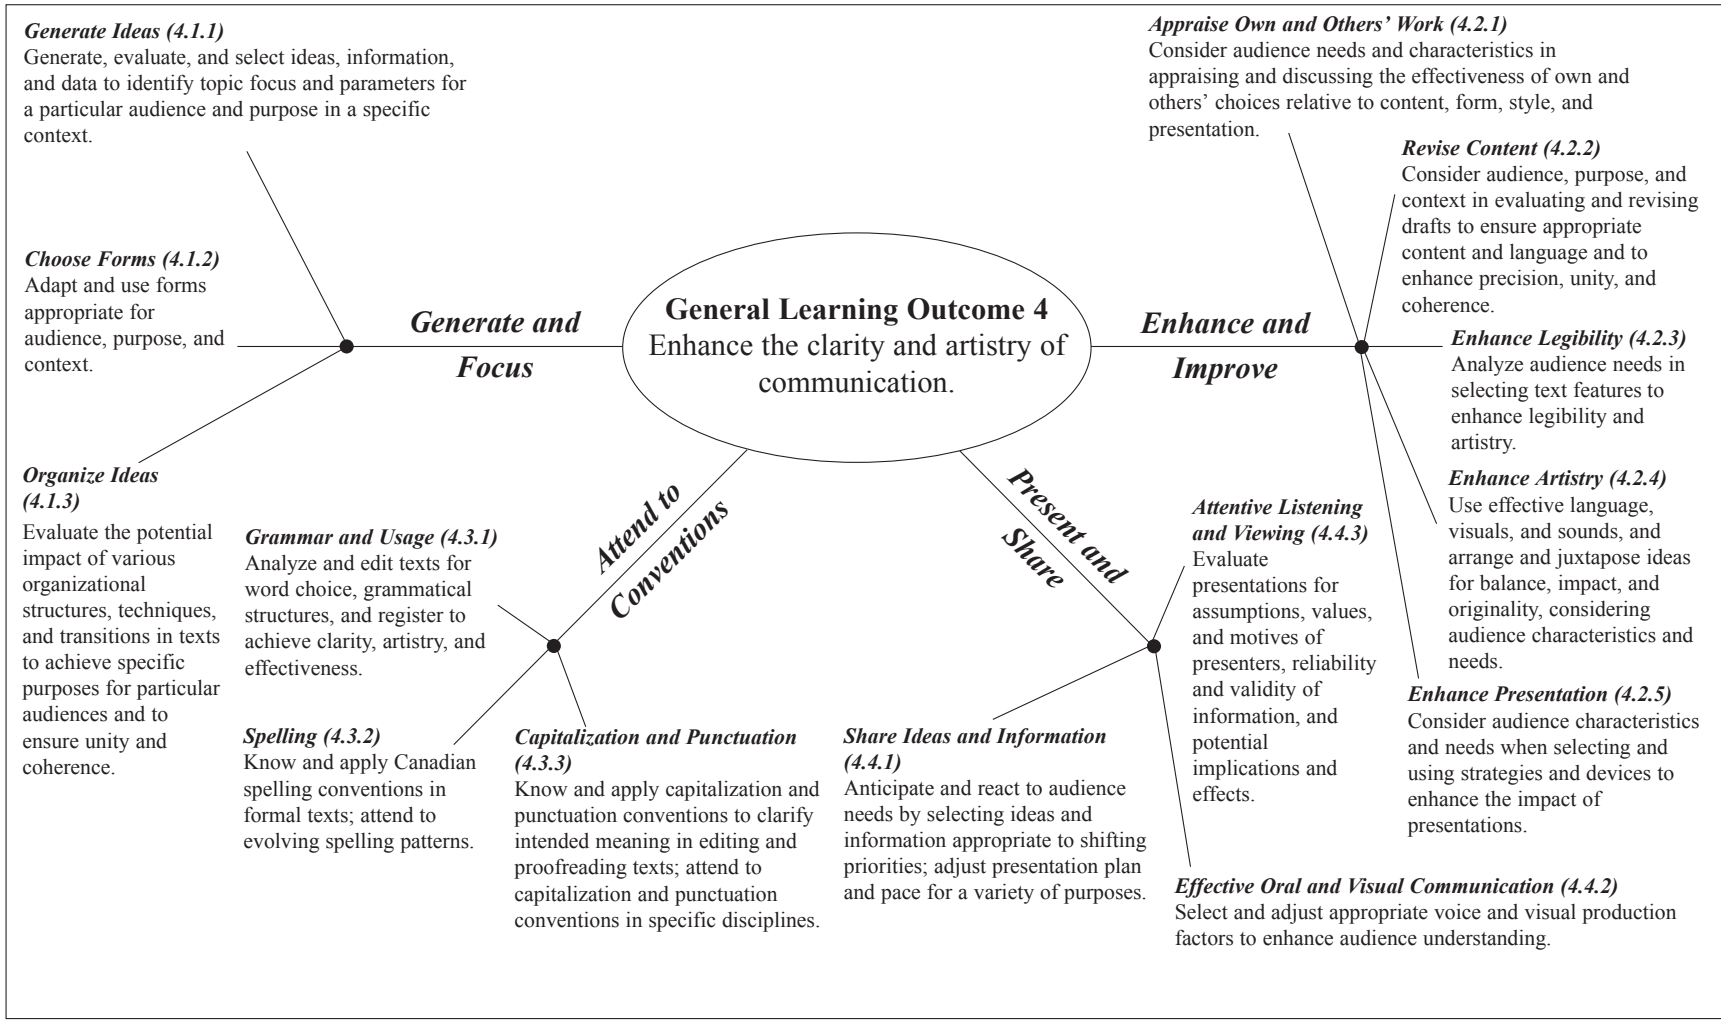 Generate Ideas (4.1.1)
Generate, evaluate, and select ideas, information,
and data to identify topic focus and parameters for
a particular audience and purpose in a specific
context.
Choose Forms (4.1.2)
Adapt and use forms
appropriate for
audience, purpose, and
context.
Organize Ideas
(4.1.3)
Evaluate the potential
impact of various
organizational
structures, techniques,
and transitions in texts
to achieve specific
purposes for particular
audiences and to
ensure unity and
coherence.
Generate and
Focus
General Learning Outcome 4
Enhance the clarity and artistry of
communication.
Enhance and
Improve
Appraise Own and Others’ Work (4.2.1)
Consider audience needs and characteristics in
appraising and discussing the effectiveness of own and
others’ choices relative to content, form, style, and
presentation.
Revise Content (4.2.2)
Consider audience, purpose, and
context in evaluating and revising
drafts to ensure appropriate
content and language and to
enhance precision, unity, and
coherence.
Enhance Legibility (4.2.3)
Analyze audience needs in
selecting text features to
enhance legibility and
artistry.
Enhance Artistry (4.2.4)
Use effective language,
visuals, and sounds, and
arrange and juxtapose ideas
for balance, impact, and
originality, considering
audience characteristics and
needs.
Enhance Presentation (4.2.5)
Consider audience characteristics
and needs when selecting and
using strategies and devices to
enhance the impact of
presentations.
Attend to
Conventions
Grammar and Usage (4.3.1)
Analyze and edit texts for
word choice, grammatical
structures, and register to
achieve clarity, artistry, and
effectiveness.
Spelling (4.3.2)
Know and apply Canadian
spelling conventions in
formal texts; attend to
evolving spelling patterns.
Capitalization and Punctuation
(4.3.3)
Know and apply capitalization and
punctuation conventions to clarify
intended meaning in editing and
proofreading texts; attend to
capitalization and punctuation
conventions in specific disciplines.
Present and
Share
Share Ideas and Information
(4.4.1)
Anticipate and react to audience
needs by selecting ideas and
information appropriate to shifting
priorities; adjust presentation plan
and pace for a variety of purposes.
Attentive Listening
and Viewing (4.4.3)
Evaluate
presentations for
assumptions, values,
and motives of
presenters, reliability
and validity of
information, and
potential
implications and
effects.
Effective Oral and Visual Communication (4.4.2)
Select and adjust appropriate voice and visual production
factors to enhance audience understanding.